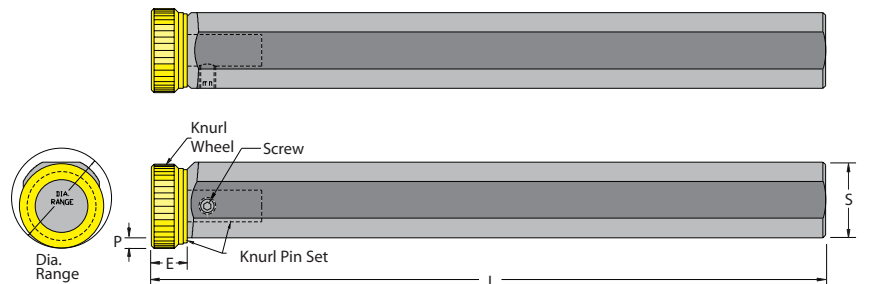 Knurl
Wheel
Screw
DIA.
RANGE
S
P
E
Knurl Pin Set
Dia.
Range
L